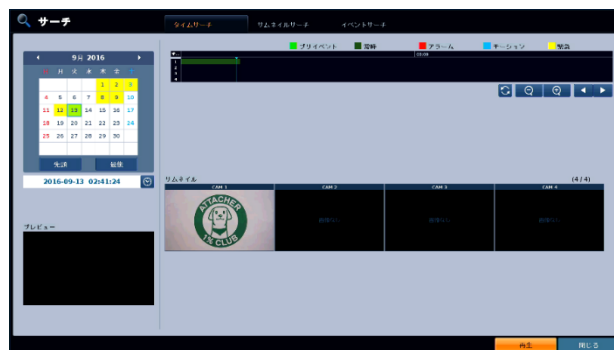 サーチ
タイムサーチ サムネイルサーチ イベントサーチ
プリイベント 常時 アラーム モーション 緊急
9月 2016
日 月 火 水 木 金 土
1 2 3
4 5 6 7 8 9 10
11 12 13 14 15 16 17
18 19 20 21 22 23 24
25 26 27 28 29 30
先頭 最後
2016-09-13 02:41:24
1
2
3
4
サムネイル (4/4)
CAM 1 CAM 2 CAM 3 CAM 4
ATTACHER
1% CLUB
プレビュー
再生 閉じる